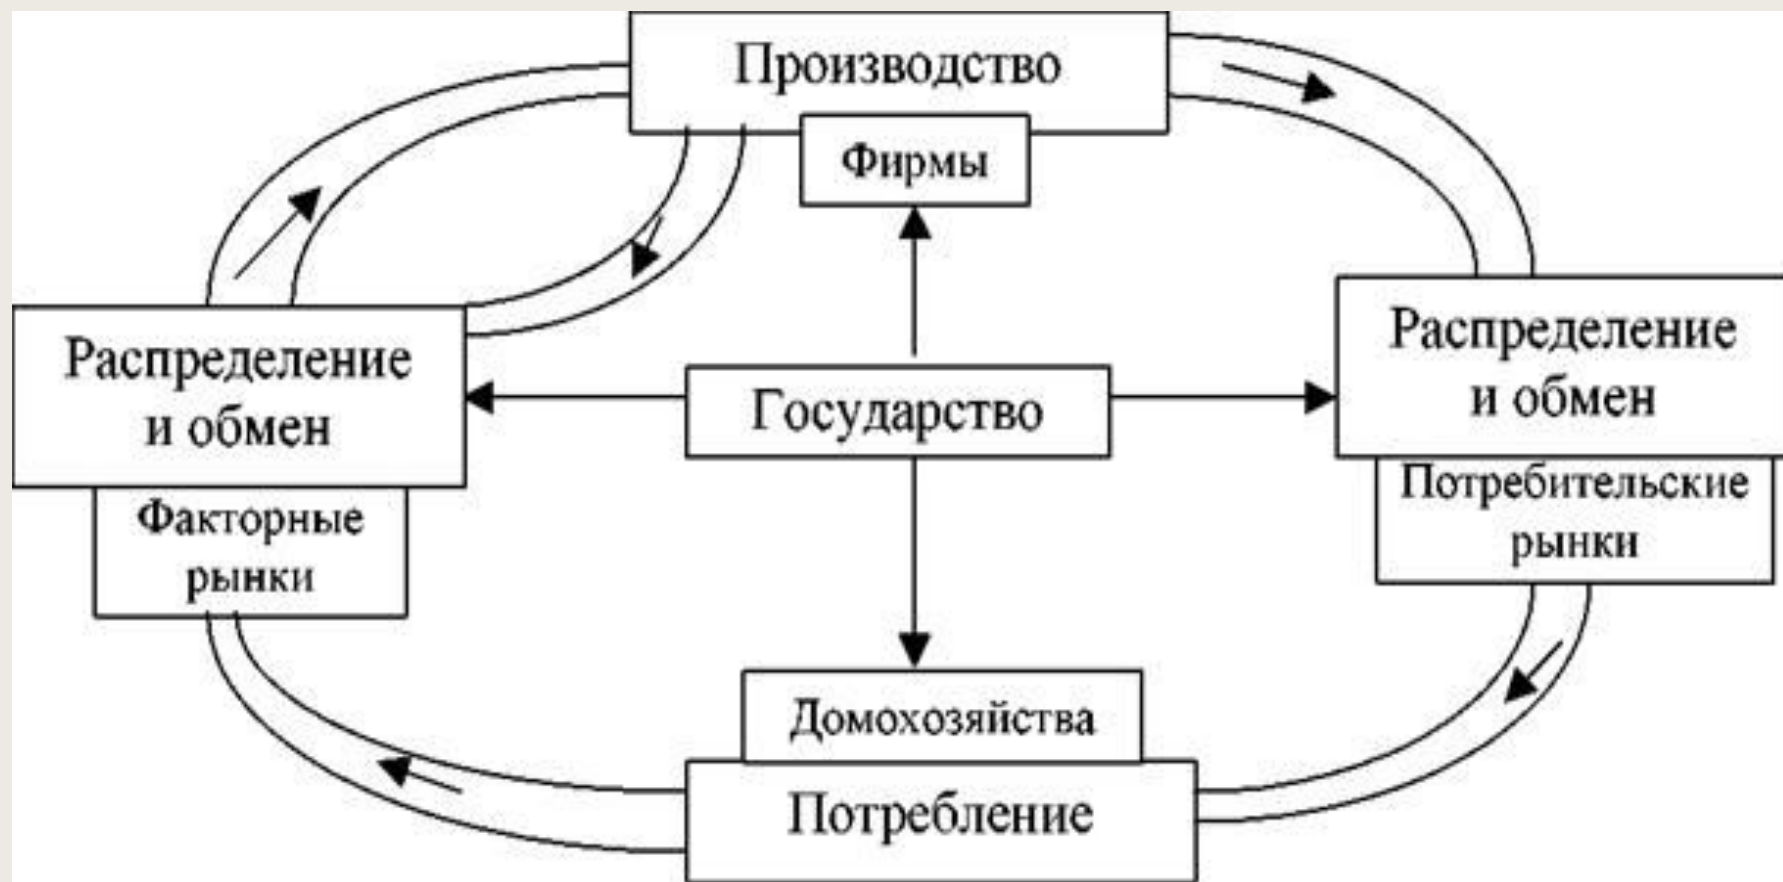 Производство
Фирмы
Распределение
и обмен
Факторные
рынки
Государство
Распределение
и обмен
Потребительские
рынки
Домохозяйства
Потребление